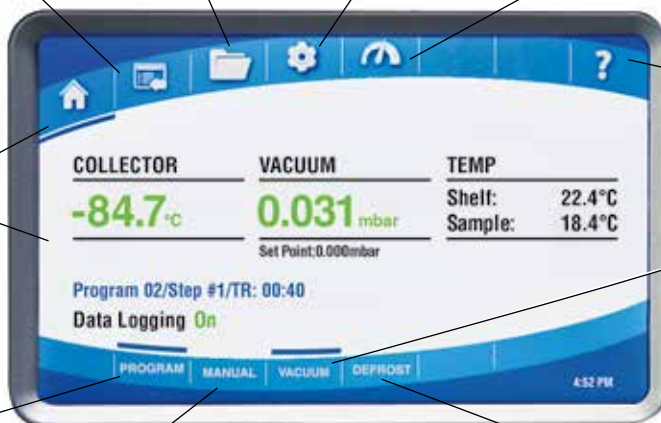 ?
COLLECTOR VACUUM TEMP
-84.7°C 0.031 mbar Shelf: 22.4°C
Sample: 18.4°C
Set Point:0.000mbar
Program 02/Step #1/TR: 00:40
Data Logging On
PROGRAM MANUAL VACUUM DEFROST
4:52 PM